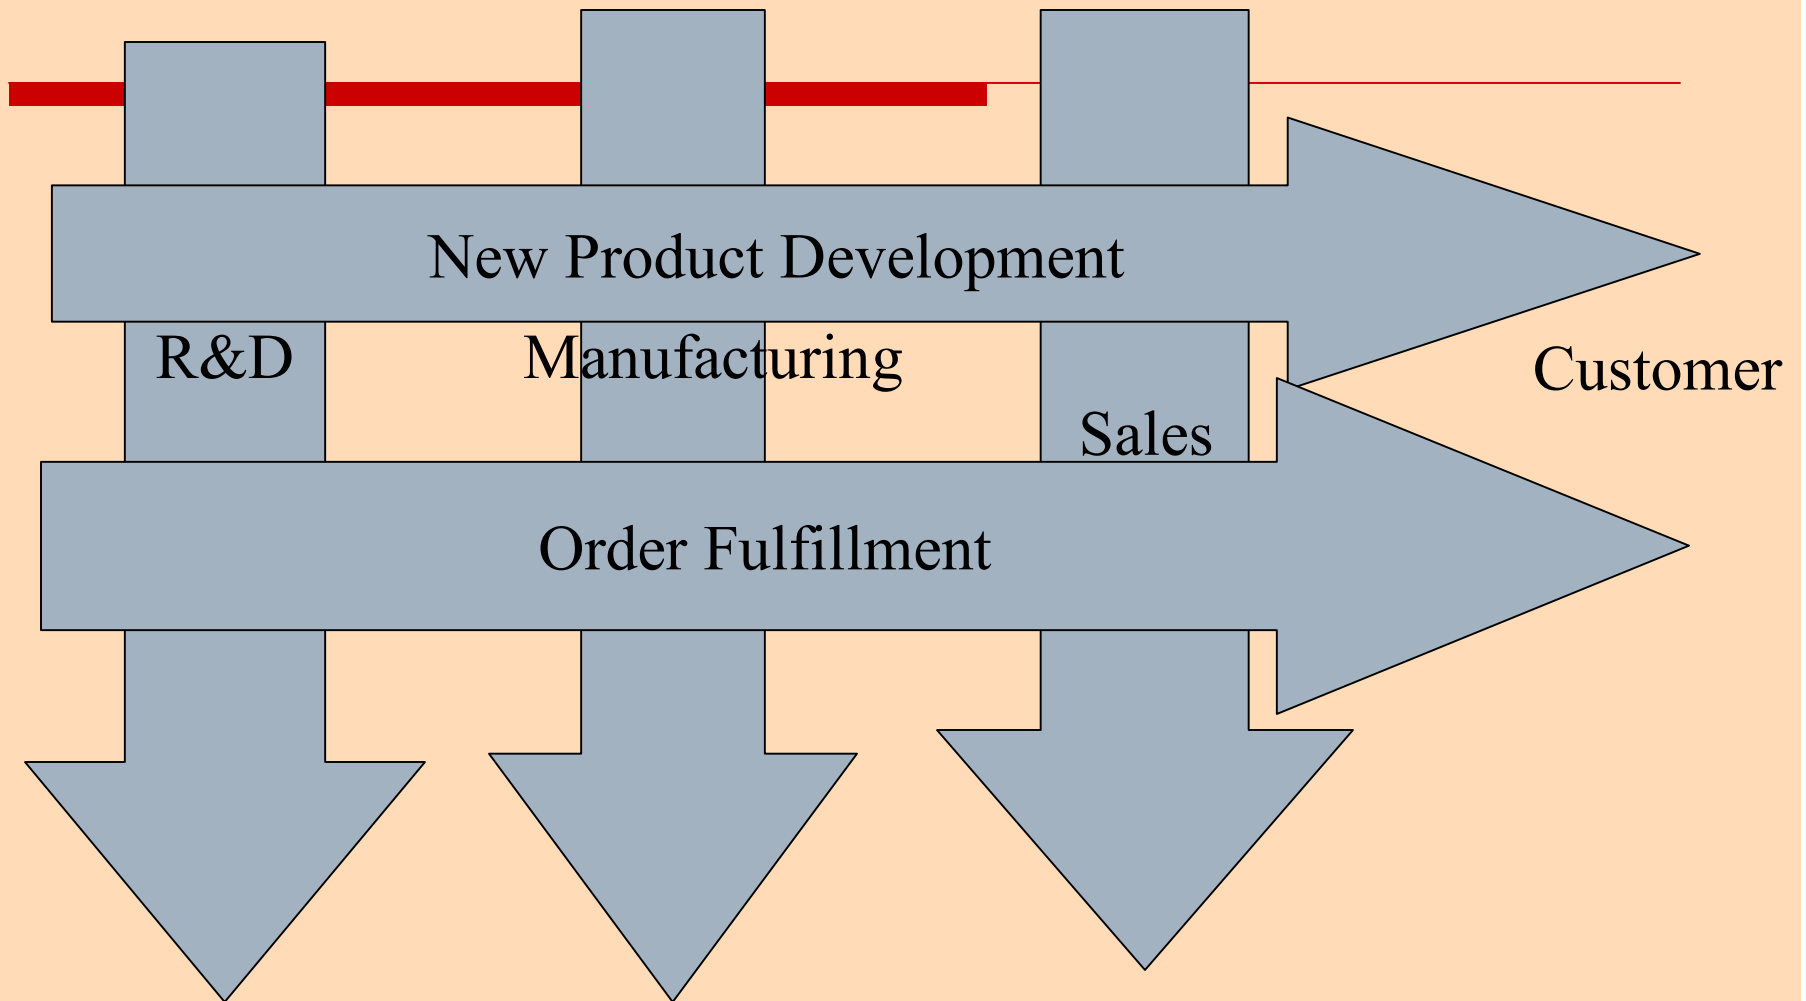 New Product Development
R&D
Manufacturing
Customer
Sales
Order Fulfillment